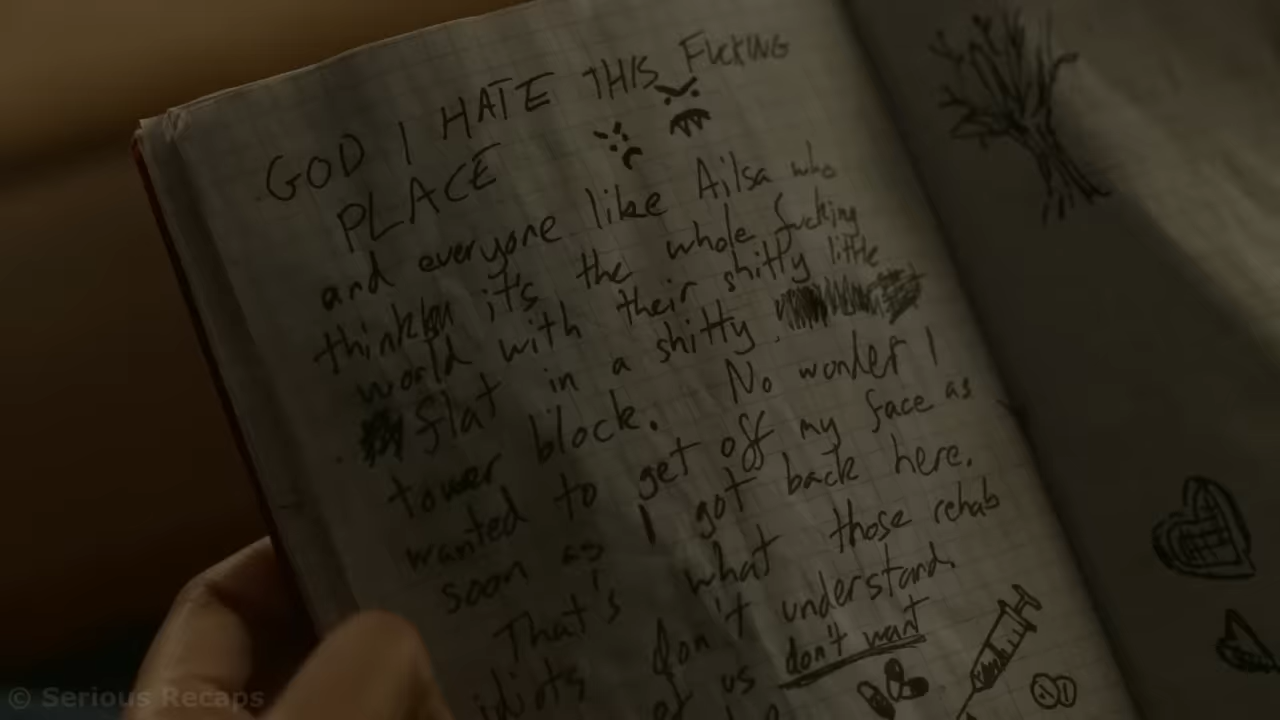 GOD I HATE THIS FUCKING
PLACE
and everyone like Ailsa who
thinks it's the whole fucking
world with their shitty little
flat in a shitty
tower block. No wonder I
wanted to get off my face as
soon as I got back here.
That's what those rehab
idiots don't understand.
of us don't want
© Serious Recaps